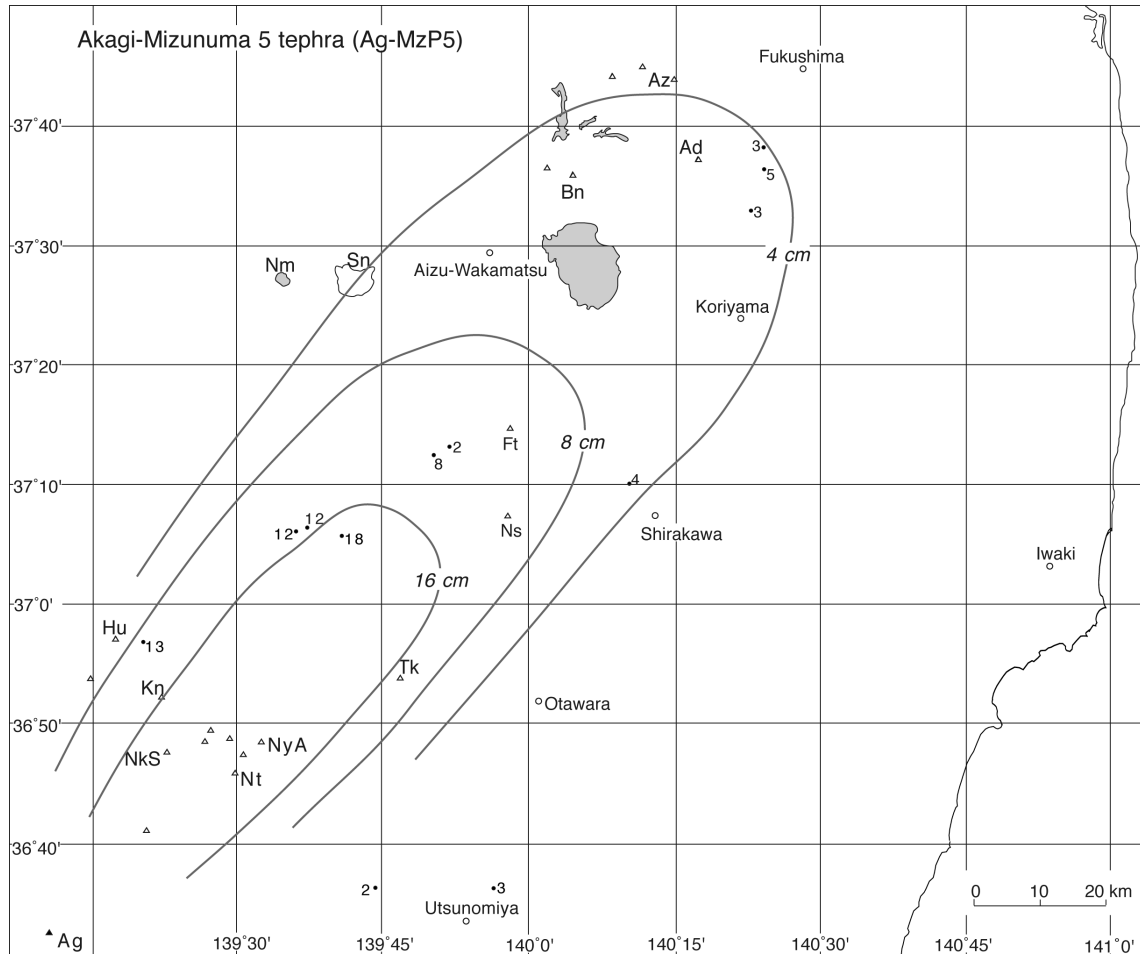 Akagi-Mizunuma 5 tephra (Ag-MzP5)
Fukushima
Az
37°40'
3
Ad
5
Bn
3
37°30'
4 cm
Sn
Nm
Aizu-Wakamatsu
Koriyama
37°20'
2
Ft
8 cm
8
37°10'
4
12
12
18
Ns
Shirakawa
Iwaki
16 cm
37°0'
Hu
13
Tk
Kn
Otawara
36°50'
NkS
NyA
Nt
36°40'
2
3
0 10 20 km
Utsunomiya
Ag
139°30' 139°45' 140°0' 140°15' 140°30' 140°45' 141°0'